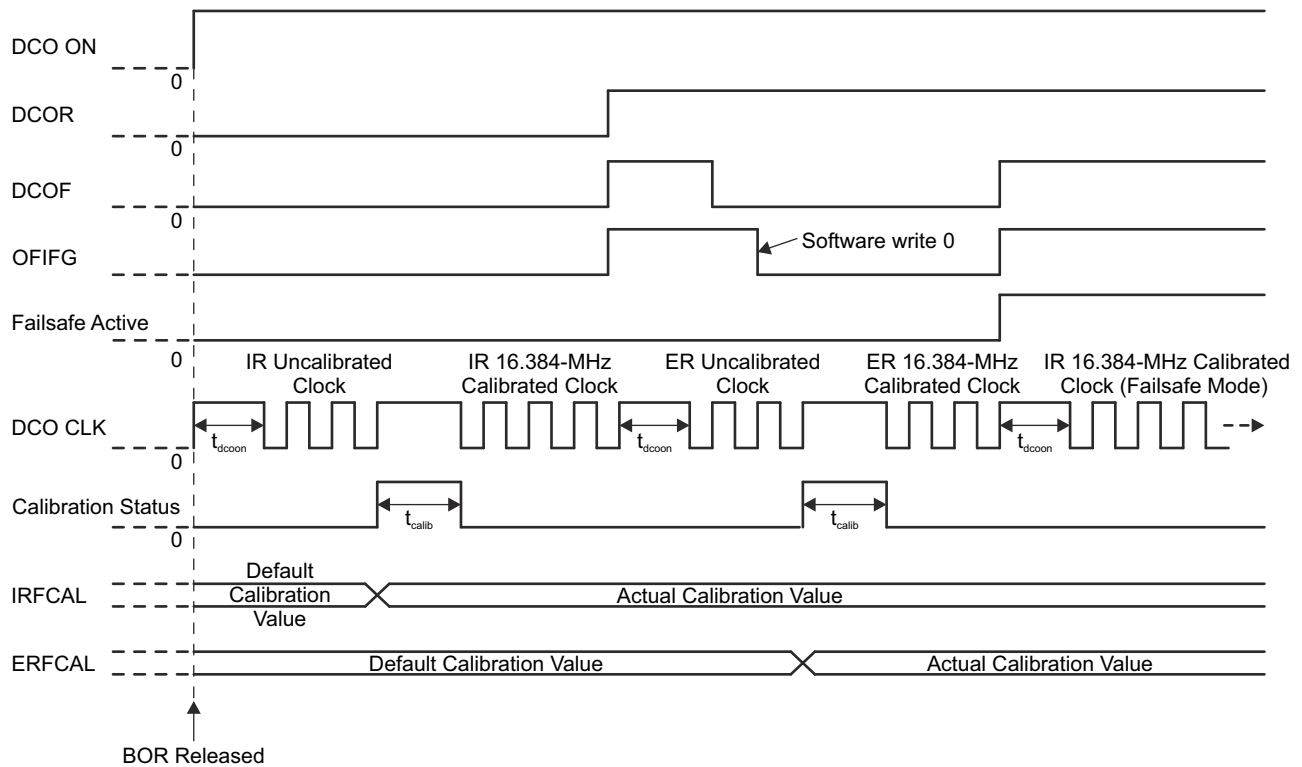 DCO ON
0
DCOR
0
DCOF
0
Software write 0
OFIFG
Failsafe Active
0
IR Uncalibrated
Clock
IR 16.384-MHz
Calibrated Clock
ER Uncalibrated
Clock
ER 16.384-MHz
Calibrated Clock
IR 16.384-MHz Calibrated
Clock (Failsafe Mode)
DCO CLK
tdcoon
tdcoon
tdcoon
0
Calibration Status
tcalib
tcalib
0
IRFCAL
Default
Calibration
Value
Actual Calibration Value
ERFCAL
Default Calibration Value
Actual Calibration Value
BOR Released